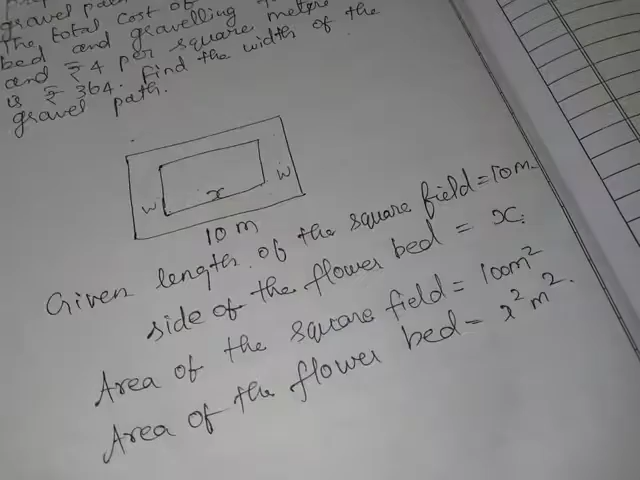 gravel path
The total cost of
bed and gravelling
and ₹4 per square metre
is ₹364. Find the width of the
gravel path.
W
x
W
10 m
Given length of the square field = 10m
side of the flower bed = x.
Area of the square field = 100m²
Area of the flower bed = x² m².